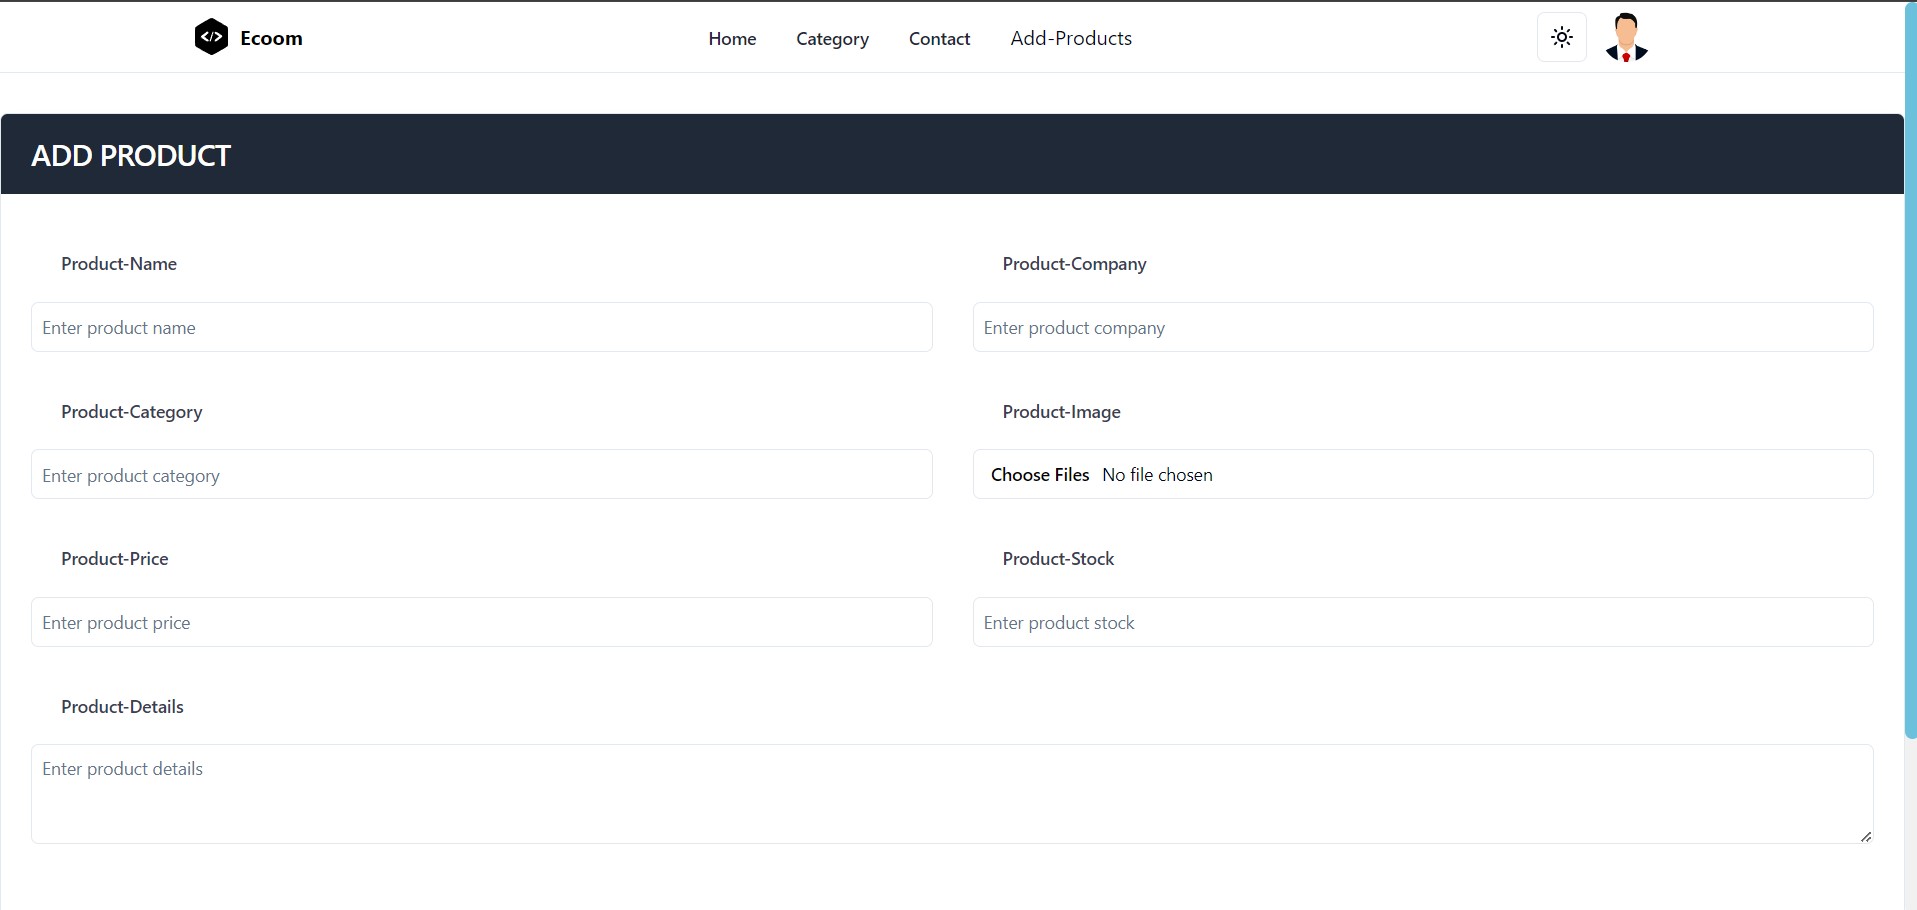 </> Ecoom Home Category Contact Add-Products
ADD PRODUCT
Product-Name Product-Company
Enter product name Enter product company
Product-Category Product-Image
Enter product category Choose Files No file chosen
Product-Price Product-Stock
Enter product price Enter product stock
Product-Details
Enter product details